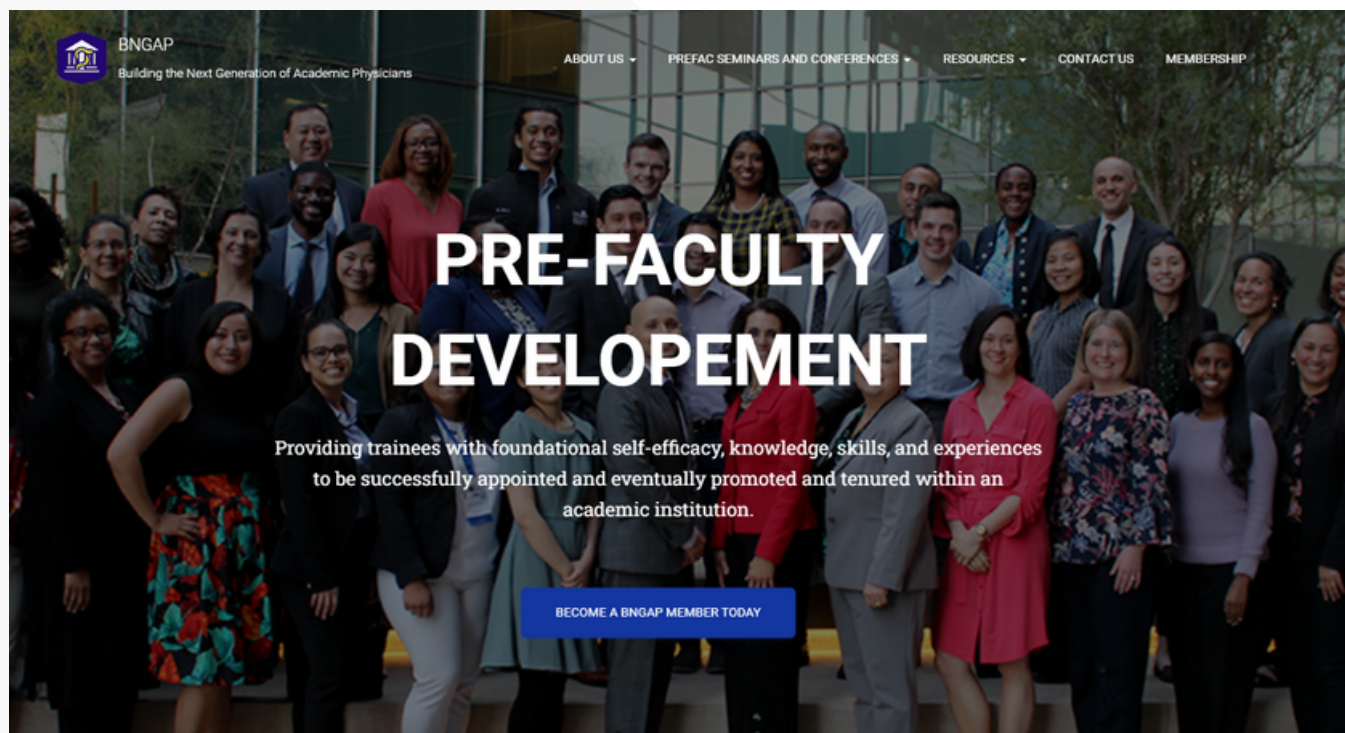 BNGAP
Building the Next Generation of Academic Physicians
ABOUT US
PREFAC SEMINARS AND CONFERENCES
RESOURCES
CONTACT US
MEMBERSHIP
PRE-FACULTY
DEVELOPEMENT
Providing trainees with foundational self-efficacy, knowledge, skills, and experiences
to be successfully appointed and eventually promoted and tenured within an
academic institution.
BECOME A BNGAP MEMBER TODAY